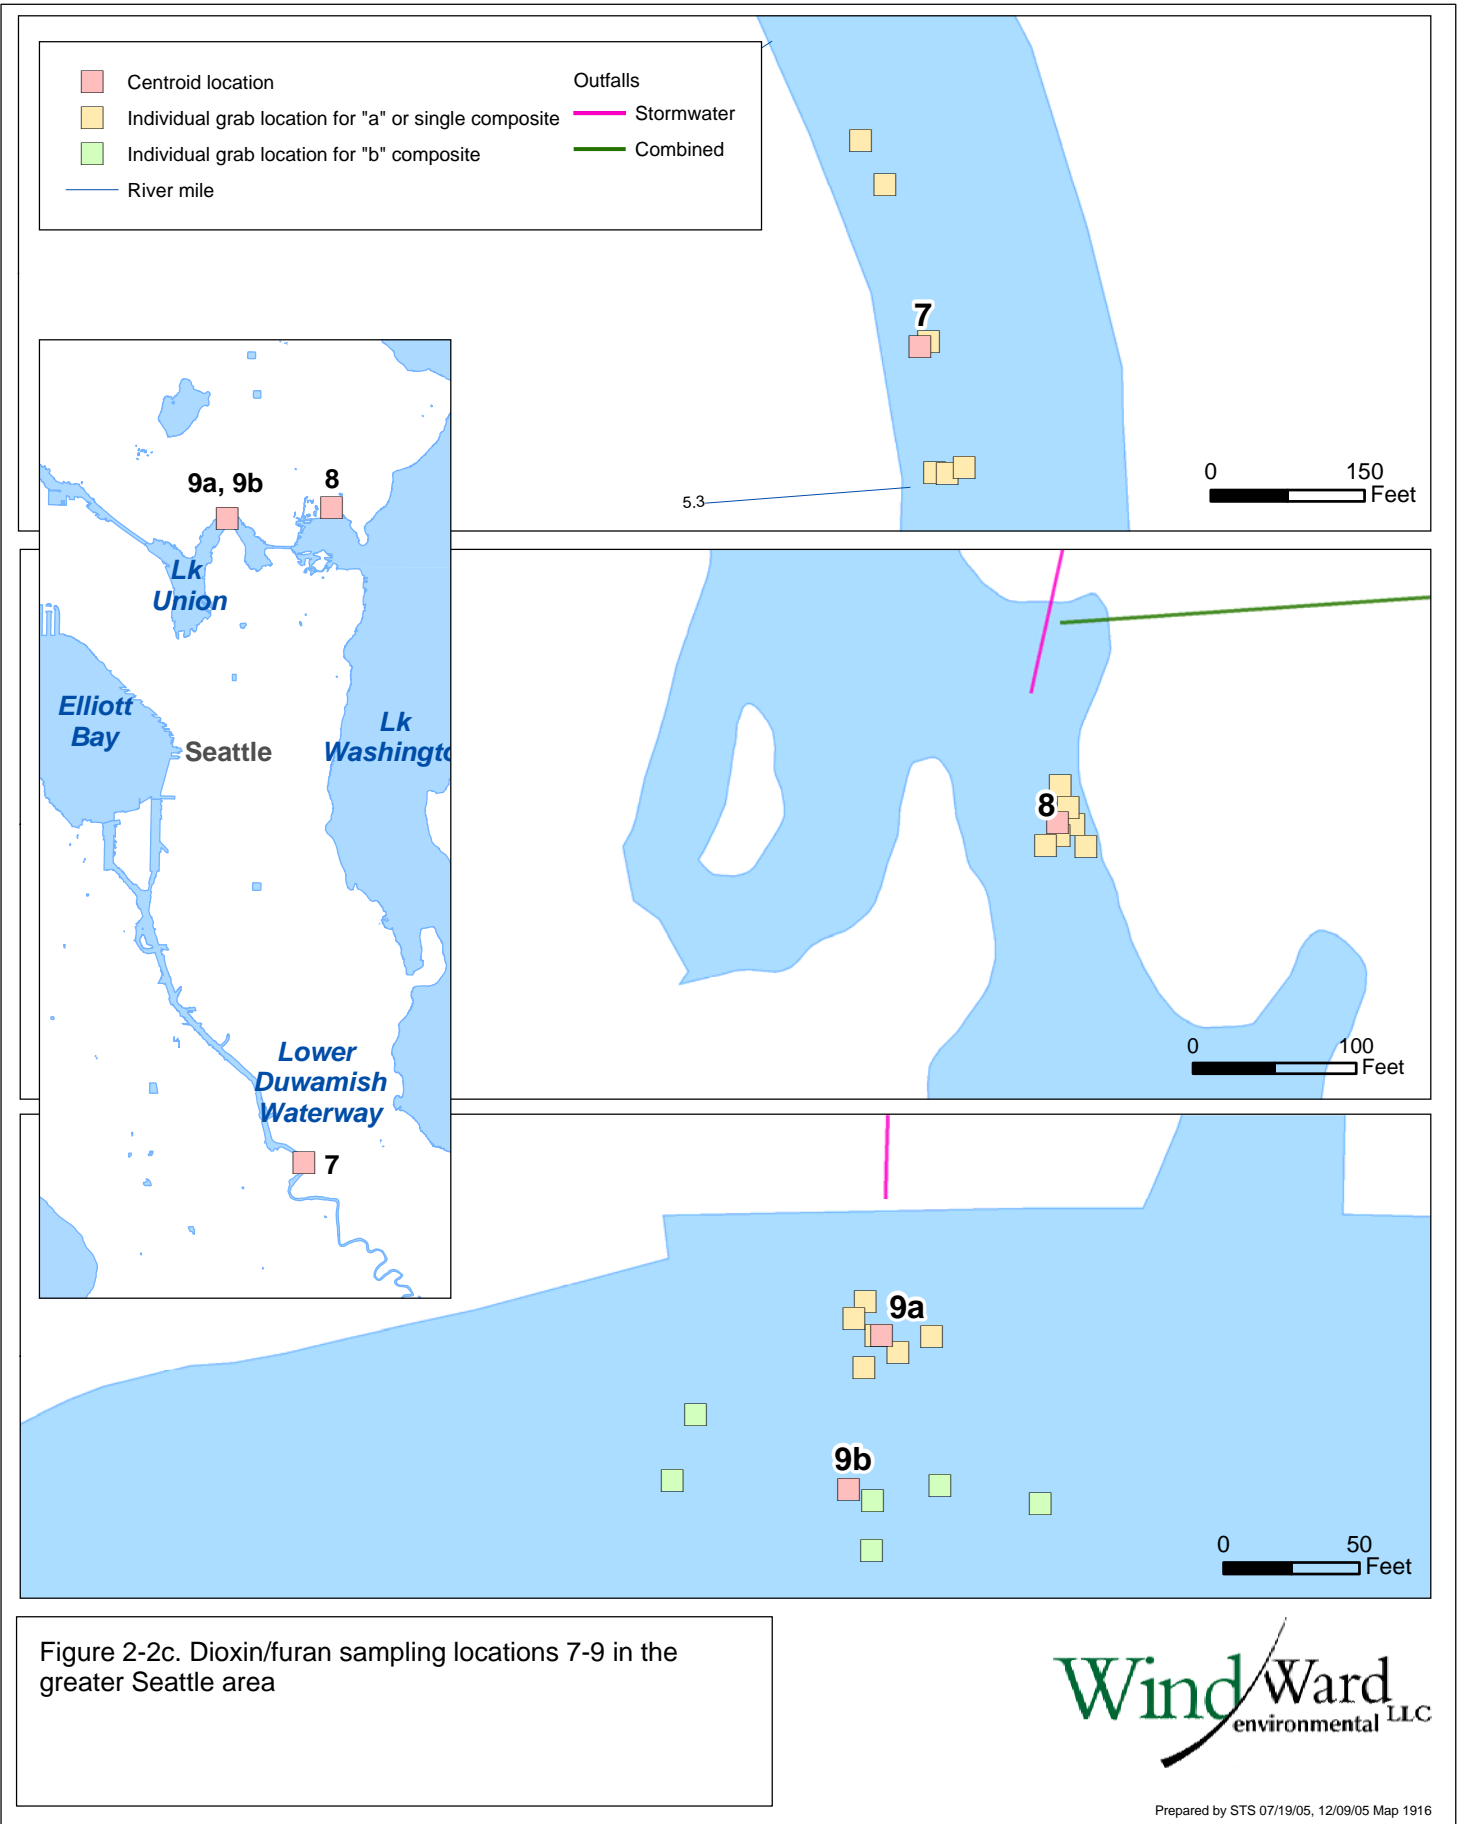 Centroid location
Individual grab location for "a" or single composite
Individual grab location for "b" composite
River mile
Outfalls
Stormwater
Combined
7
5.3
0 150
Feet
9a, 9b
8
Lk
Union
Elliott
Bay
Seattle
Lk
Washingto
Lower
Duwamish
Waterway
7
8
0 100
Feet
9a
9b
0 50
Feet
Figure 2-2c. Dioxin/furan sampling locations 7-9 in the
greater Seattle area
WindWard
environmental LLC
Prepared by STS 07/19/05, 12/09/05 Map 1916